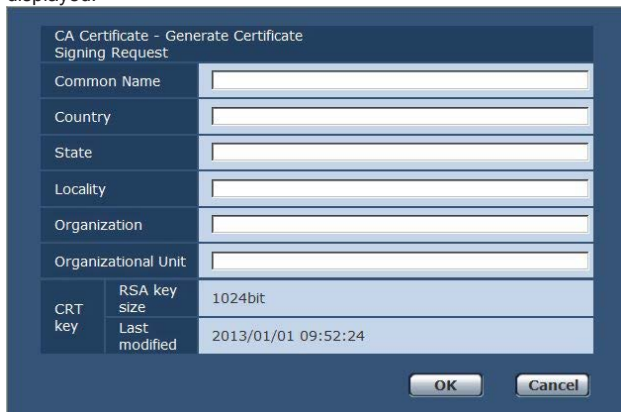 displayed.
CA Certificate - Generate Certificate
Signing Request
Common Name
Country
State
Locality
Organization
Organizational Unit
CRT key
RSA key size
1024bit
Last modified
2013/01/01 09:52:24
OK
Cancel